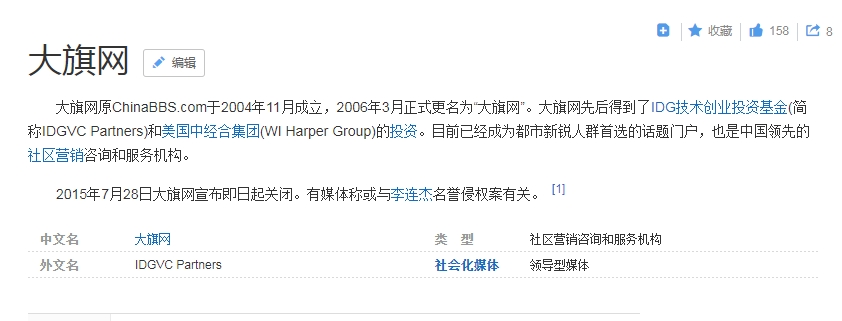 收藏 158 8
大旗网 编辑
大旗网原ChinaBBS.com于2004年11月成立，2006年3月正式更名为“大旗网”。大旗网先后得到了IDG技术创业投资基金(简
称IDGVC Partners)和美国中经合集团(WI Harper Group)的投资。目前已经成为都市新锐人群首选的话题门户，也是中国领先的
社区营销咨询和服务机构。
2015年7月28日大旗网宣布即日起关闭。有媒体称或与李连杰名誉侵权案有关。 [1]
中文名 大旗网 类 型 社区营销咨询和服务机构
外文名 IDGVC Partners 社会化媒体 领导型媒体